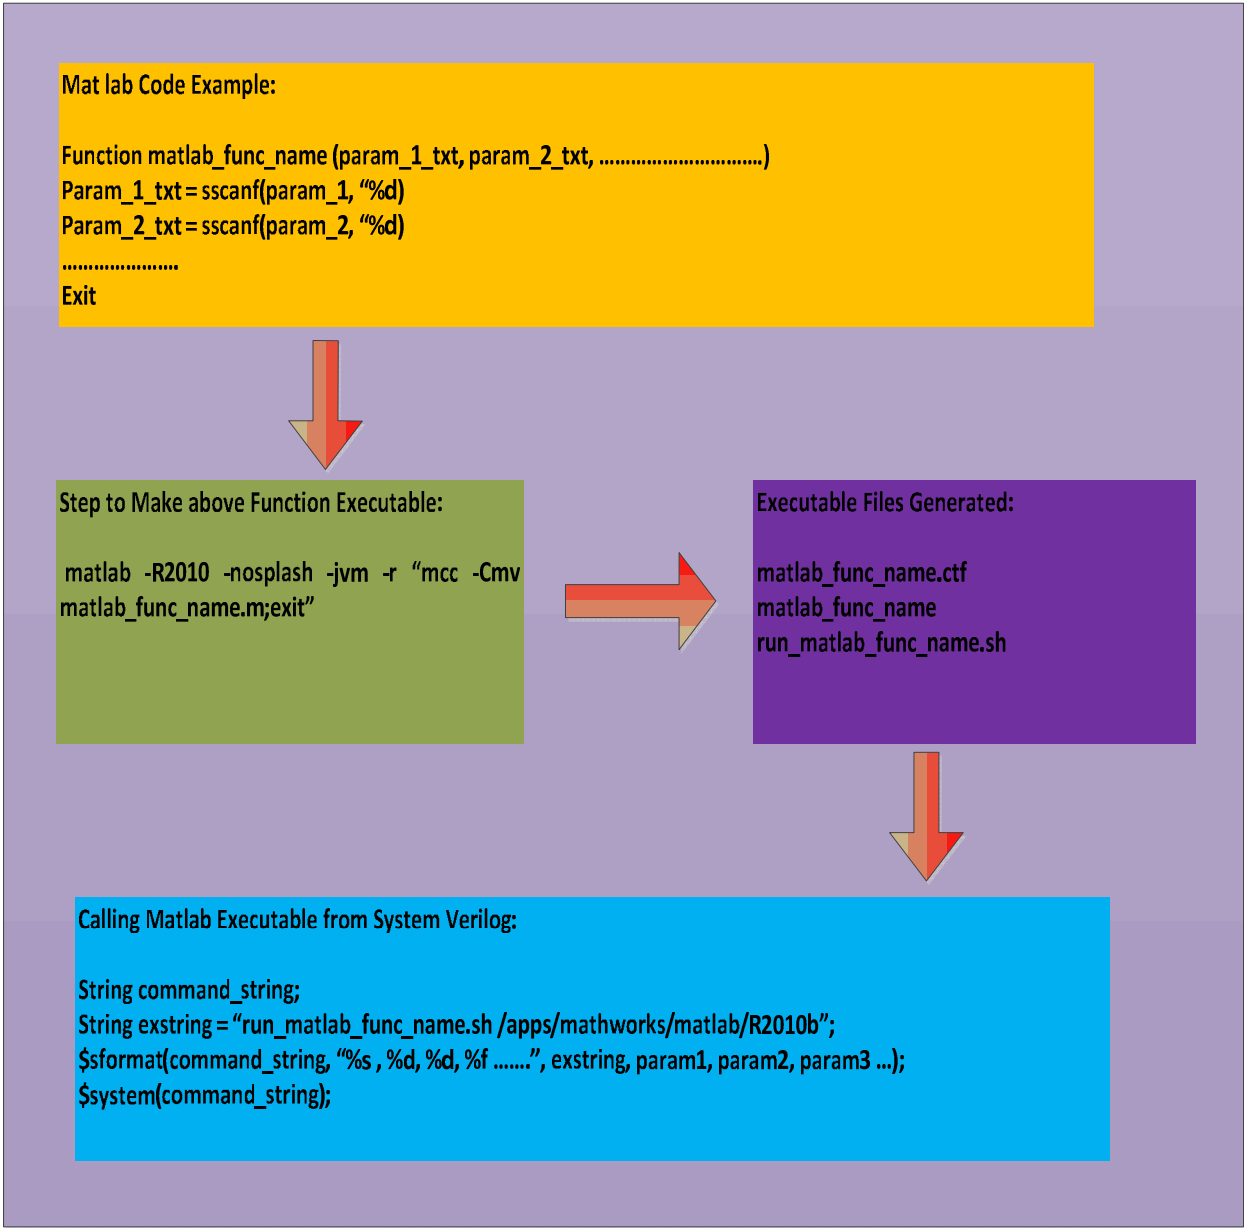 Mat lab Code Example:
Function matlab_func_name (param_1_txt, param_2_txt, ……………………….…)
Param_1_txt = sscanf(param_1, “%d)
Param_2_txt = sscanf(param_2, “%d)
………………….
Exit
Step to Make above Function Executable:
matlab -R2010 -nosplash -jvm -r “mcc -Cmv
matlab_func_name.m;exit”
Executable Files Generated:
matlab_func_name.ctf
matlab_func_name
run_matlab_func_name.sh
Calling Matlab Executable from System Verilog:
String command_string;
String exstring = “run_matlab_func_name.sh /apps/mathworks/matlab/R2010b”;
$sformat(command_string, “%s , %d, %d, %f …….”, exstring, param1, param2, param3 …);
$system(command_string);